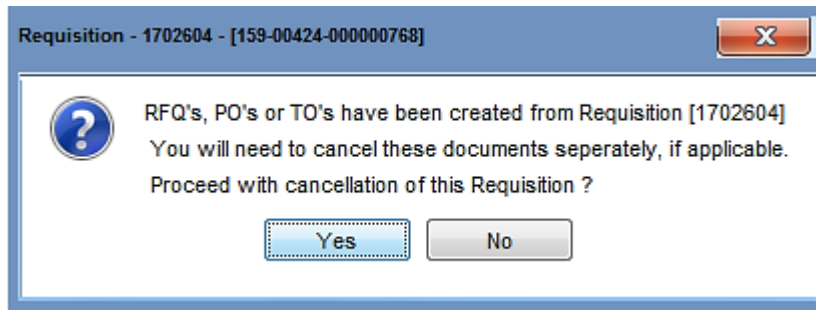 Requisition - 1702604 - [159-00424-000000768]
RFQ's, PO's or TO's have been created from Requisition [1702604]
You will need to cancel these documents seperately, if applicable.
Proceed with cancellation of this Requisition ?
Yes No